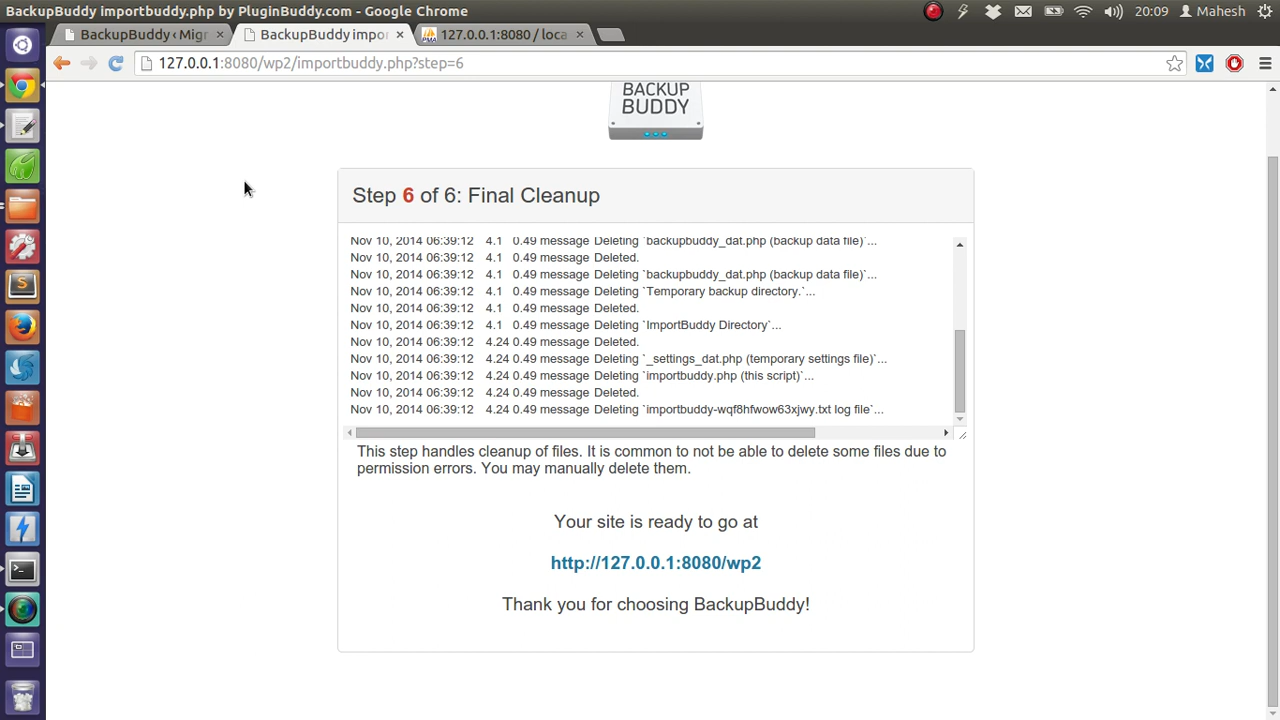 BackupBuddy importbuddy.php by PluginBuddy.com - Google Chrome
20:09
Mahesh
BackupBuddy ‹ Migr
BackupBuddy impor
127.0.0.1:8080 / loca
127.0.0.1:8080/wp2/importbuddy.php?step=6
BACKUP
BUDDY
Step 6 of 6: Final Cleanup
Nov 10, 2014 06:39:12 4.1 0.49 message Deleting `backupbuddy_dat.php (backup data file)`...
Nov 10, 2014 06:39:12 4.1 0.49 message Deleted.
Nov 10, 2014 06:39:12 4.1 0.49 message Deleting `backupbuddy_dat.php (backup data file)`...
Nov 10, 2014 06:39:12 4.1 0.49 message Deleting `Temporary backup directory.`...
Nov 10, 2014 06:39:12 4.1 0.49 message Deleted.
Nov 10, 2014 06:39:12 4.1 0.49 message Deleting `ImportBuddy Directory`...
Nov 10, 2014 06:39:12 4.24 0.49 message Deleted.
Nov 10, 2014 06:39:12 4.24 0.49 message Deleting `_settings_dat.php (temporary settings file)`...
Nov 10, 2014 06:39:12 4.24 0.49 message Deleting `importbuddy.php (this script)`...
Nov 10, 2014 06:39:12 4.24 0.49 message Deleted.
Nov 10, 2014 06:39:12 4.24 0.49 message Deleting `importbuddy-wqf8hfwow63xjwy.txt log file`...
This step handles cleanup of files. It is common to not be able to delete some files due to
permission errors. You may manually delete them.
Your site is ready to go at
http://127.0.0.1:8080/wp2
Thank you for choosing BackupBuddy!